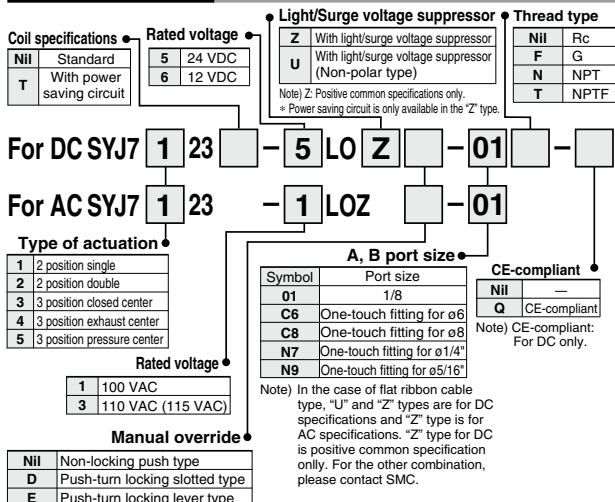 Coil specifications
Nil Standard
T With power saving circuit
Rated voltage
5 24 VDC
6 12 VDC
Light/Surge voltage suppressor
Z With light/surge voltage suppressor
U With light/surge voltage suppressor
(Non-polar type)
Note) Z: Positive common specifications only.
* Power saving circuit is only available in the "Z" type.
Thread type
Nil Rc
F G
N NPT
T NPTF
For DC SYJ7 1 23 – 5 LO Z – 01 –
For AC SYJ7 1 23 – 1 LOZ – 01
Type of actuation
1 2 position single
2 2 position double
3 3 position closed center
4 3 position exhaust center
5 3 position pressure center
Rated voltage
1 100 VAC
3 110 VAC (115 VAC)
Manual override
Nil Non-locking push type
D Push-turn locking slotted type
E Push-turn locking lever type
A, B port size
Symbol Port size
01 1/8
C6 One-touch fitting for ø6
C8 One-touch fitting for ø8
N7 One-touch fitting for ø1/4"
N9 One-touch fitting for ø5/16"
Note) In the case of flat ribbon cable
type, "U" and "Z" types are for DC
specifications and "Z" type is for
AC specifications. "Z" type for DC
is positive common specification
onlly. For the other combination,
please contact SMC.
CE-compliant
Nil —
Q CE-compliant
Note) CE-compliant:
For DC only.